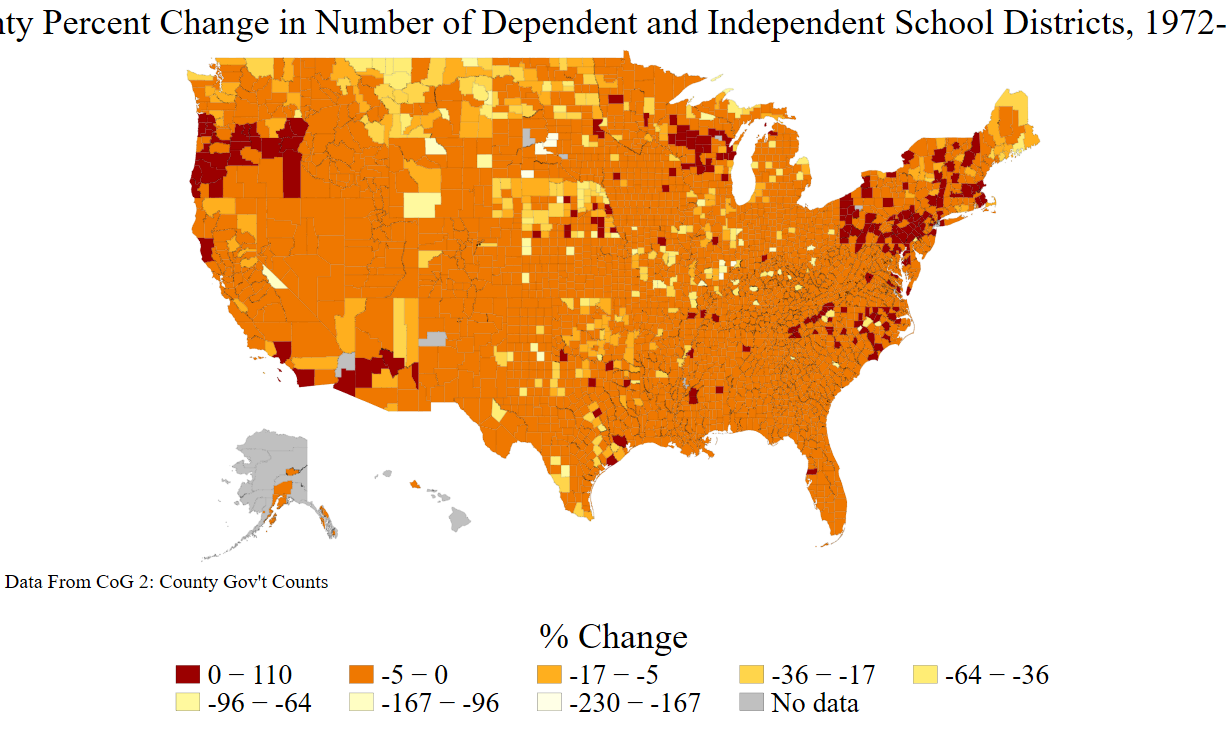 nty Percent Change in Number of Dependent and Independent School Districts, 1972-
Data From CoG 2: County Gov't Counts
% Change
0 − 110
-5 − 0
-17 − -5
-36 − -17
-64 − -36
-96 − -64
-167 − -96
-230 − -167
No data